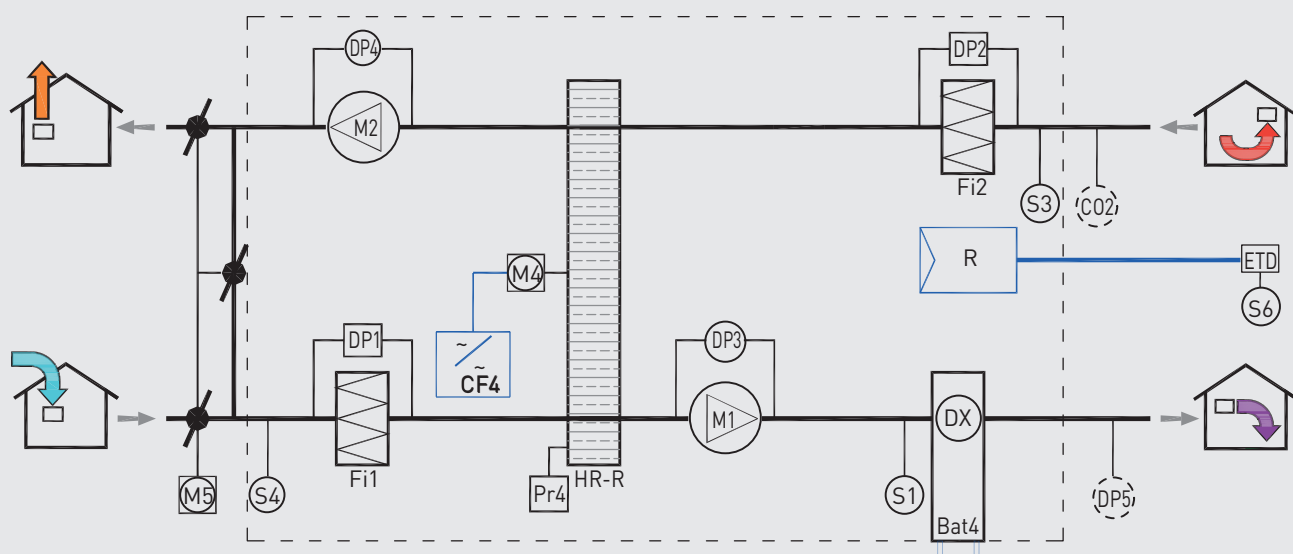 DP4
DP2
M2
Fi2
S3
CO2
M4
R
ETD
S6
~
~
CF4
DP1
DP3
M1
DX
M5
S4
Fi1
Pr4
HR-R
S1
Bat4
DP5